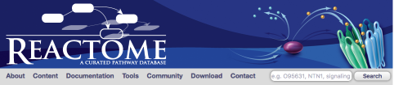 REACTOME
A CURATED PATHWAY DATABASE
About Content Documentation Tools Community Download Contact e.g. O95631, NTN1, signaling Search